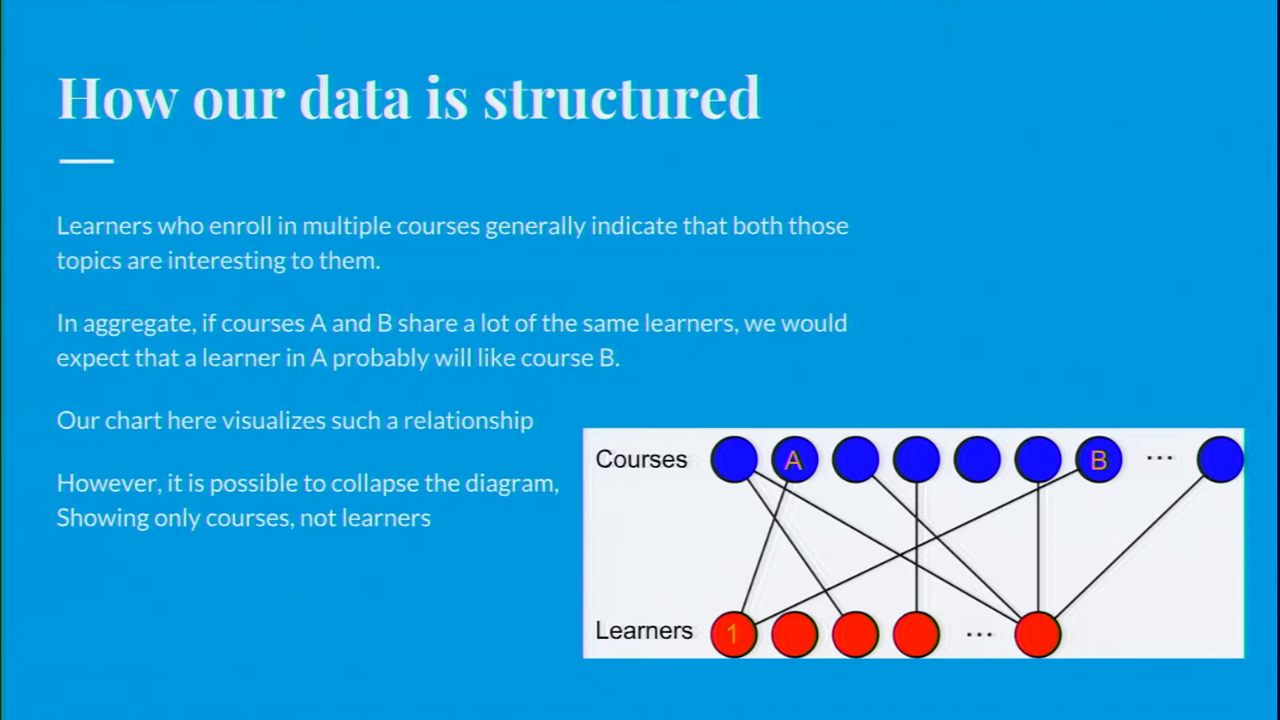 How our data is structured
Learners who enroll in multiple courses generally indicate that both those
topics are interesting to them.
In aggregate, if courses A and B share a lot of the same learners, we would
expect that a learner in A probably will like course B.
Our chart here visualizes such a relationship
However, it is possible to collapse the diagram,
Showing only courses, not learners
Courses A B ...
Learners 1 ...